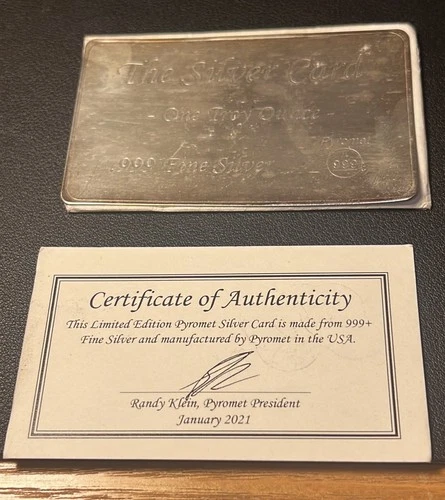 The Silver Card
- One Troy Ounce -
Pyromet
.999 Fine Silver
999
Certificate of Authenticity
This Limited Edition Pyromet Silver Card is made from 999+
Fine Silver and manufactured by Pyromet in the USA.
Randy Klein, Pyromet President
January 2021